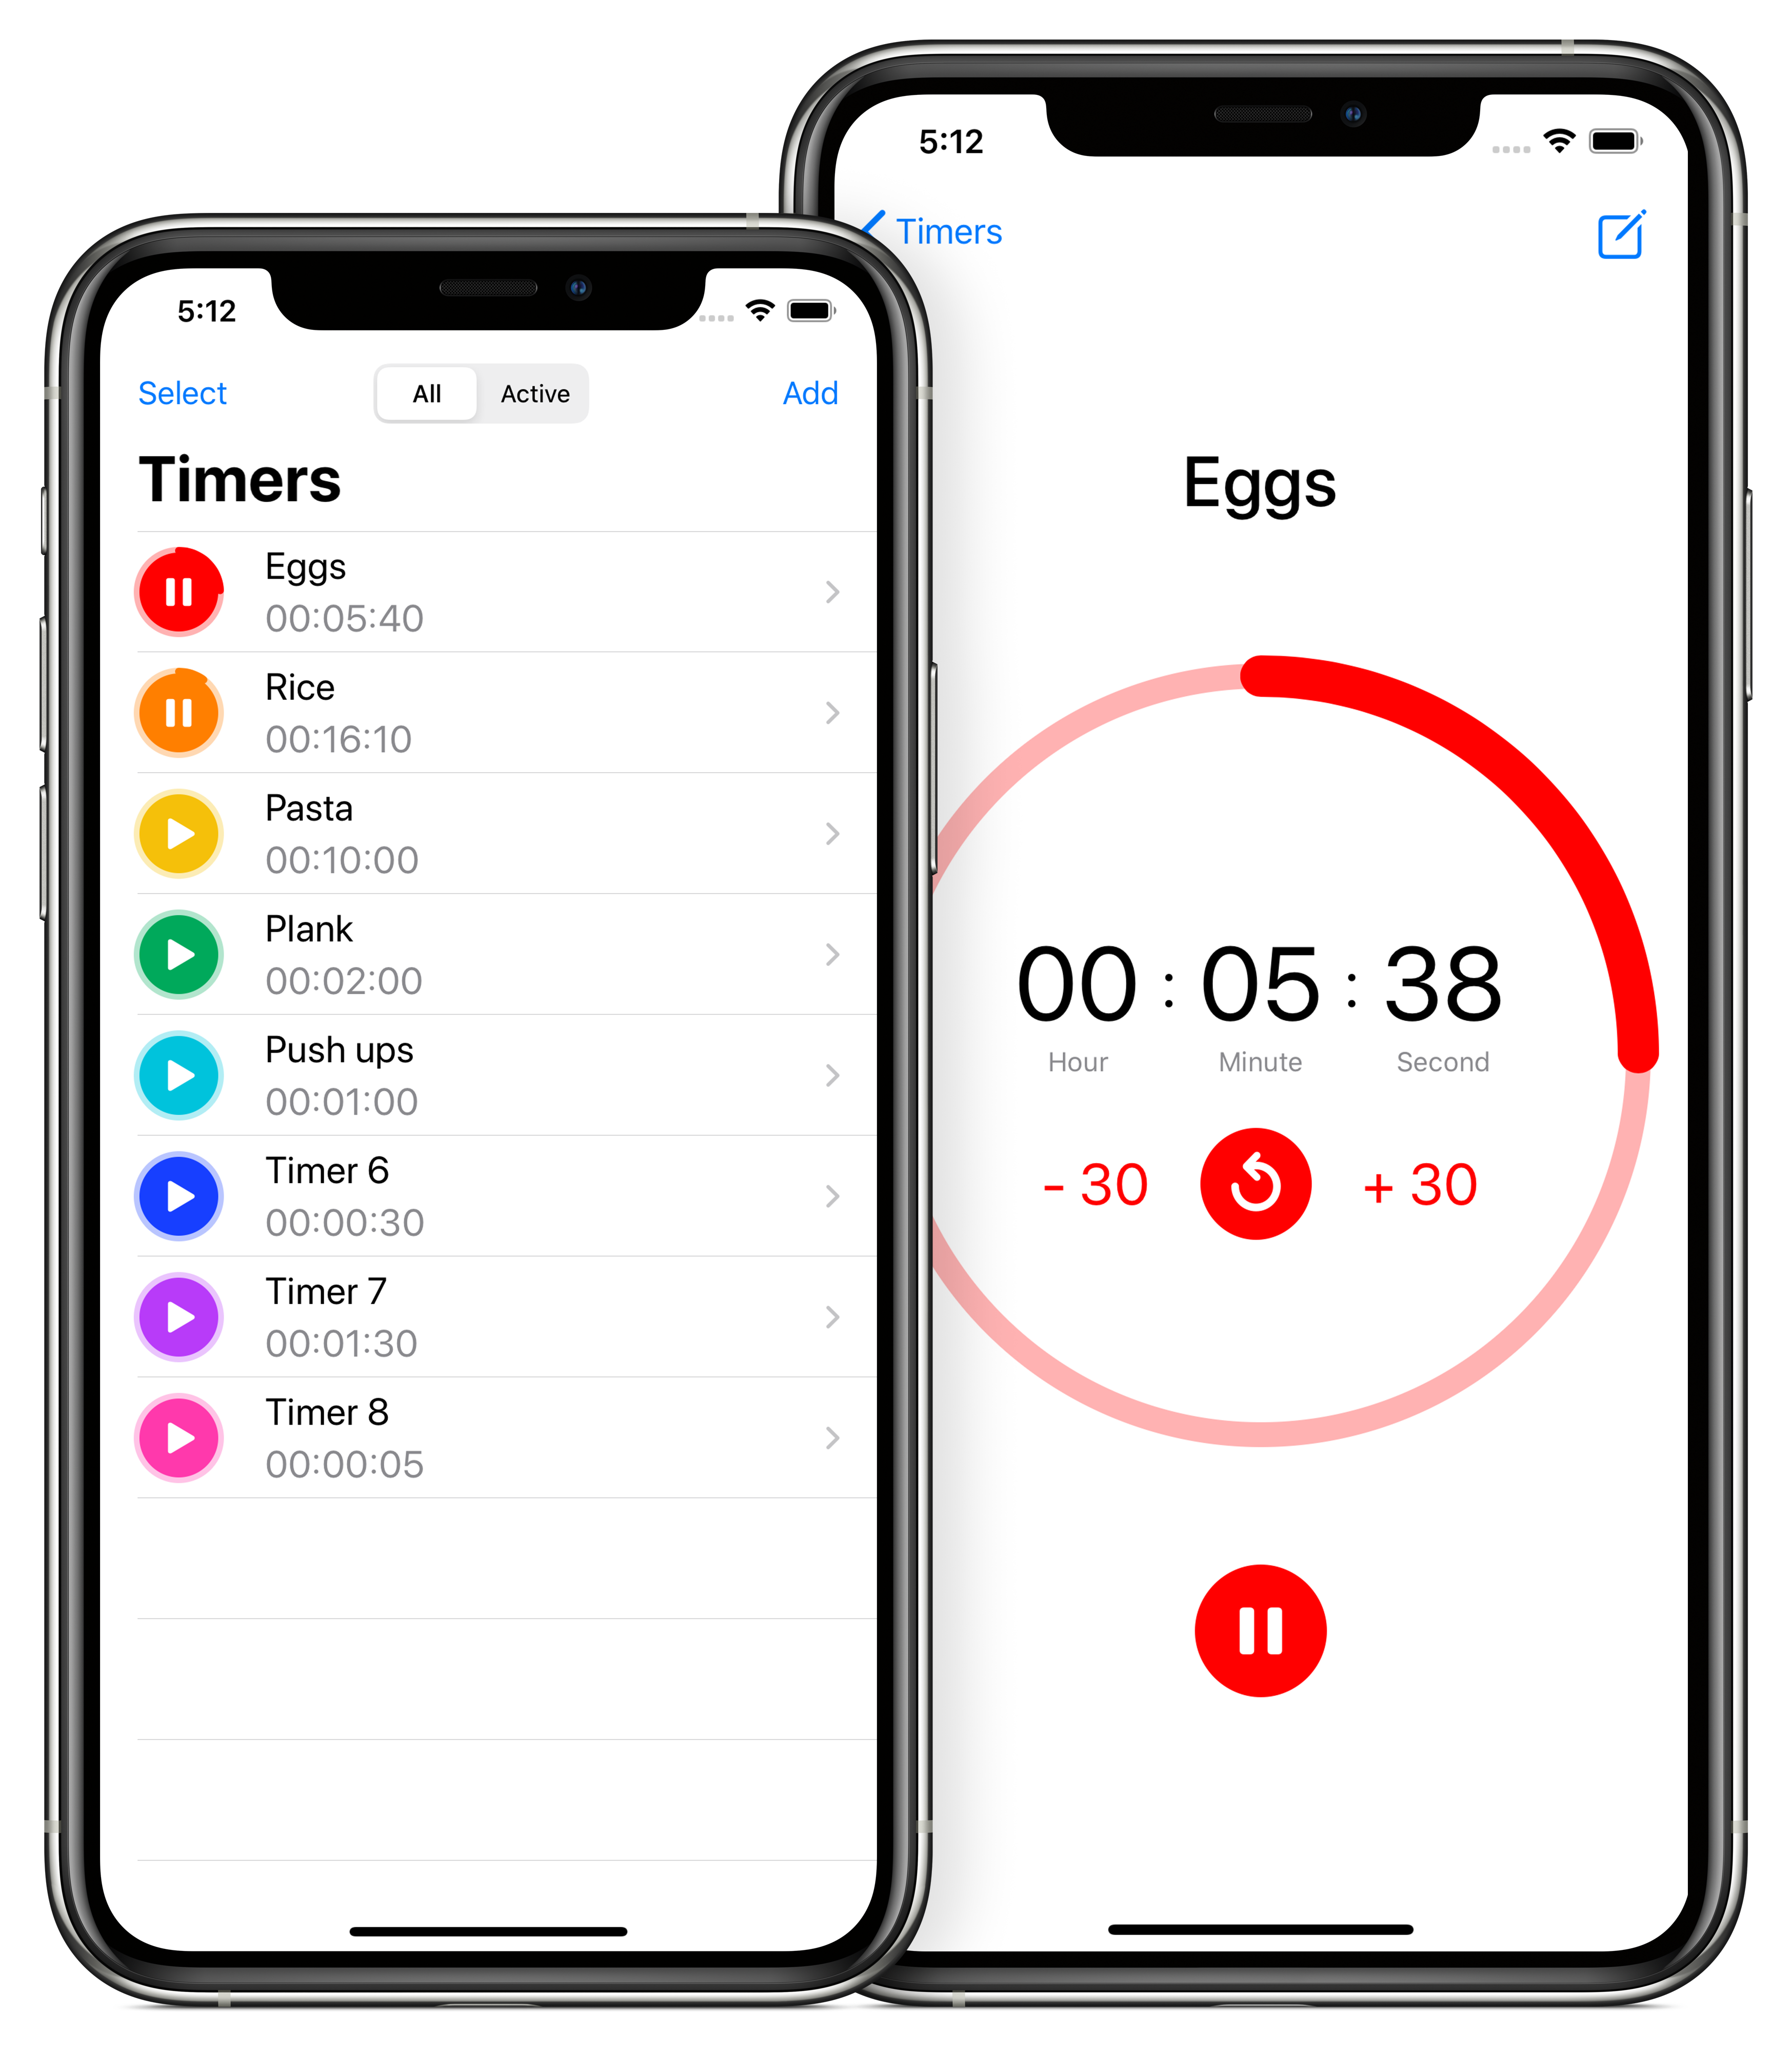 5:12
Select
All
Active
Add
Timers
Eggs
00:05:40
Rice
00:16:10
Pasta
00:10:00
Plank
00:02:00
Push ups
00:01:00
Timer 6
00:00:30
Timer 7
00:01:30
Timer 8
00:00:05
5:12
Timers
Eggs
00 : 05 : 38
Hour Minute Second
- 30
+ 30